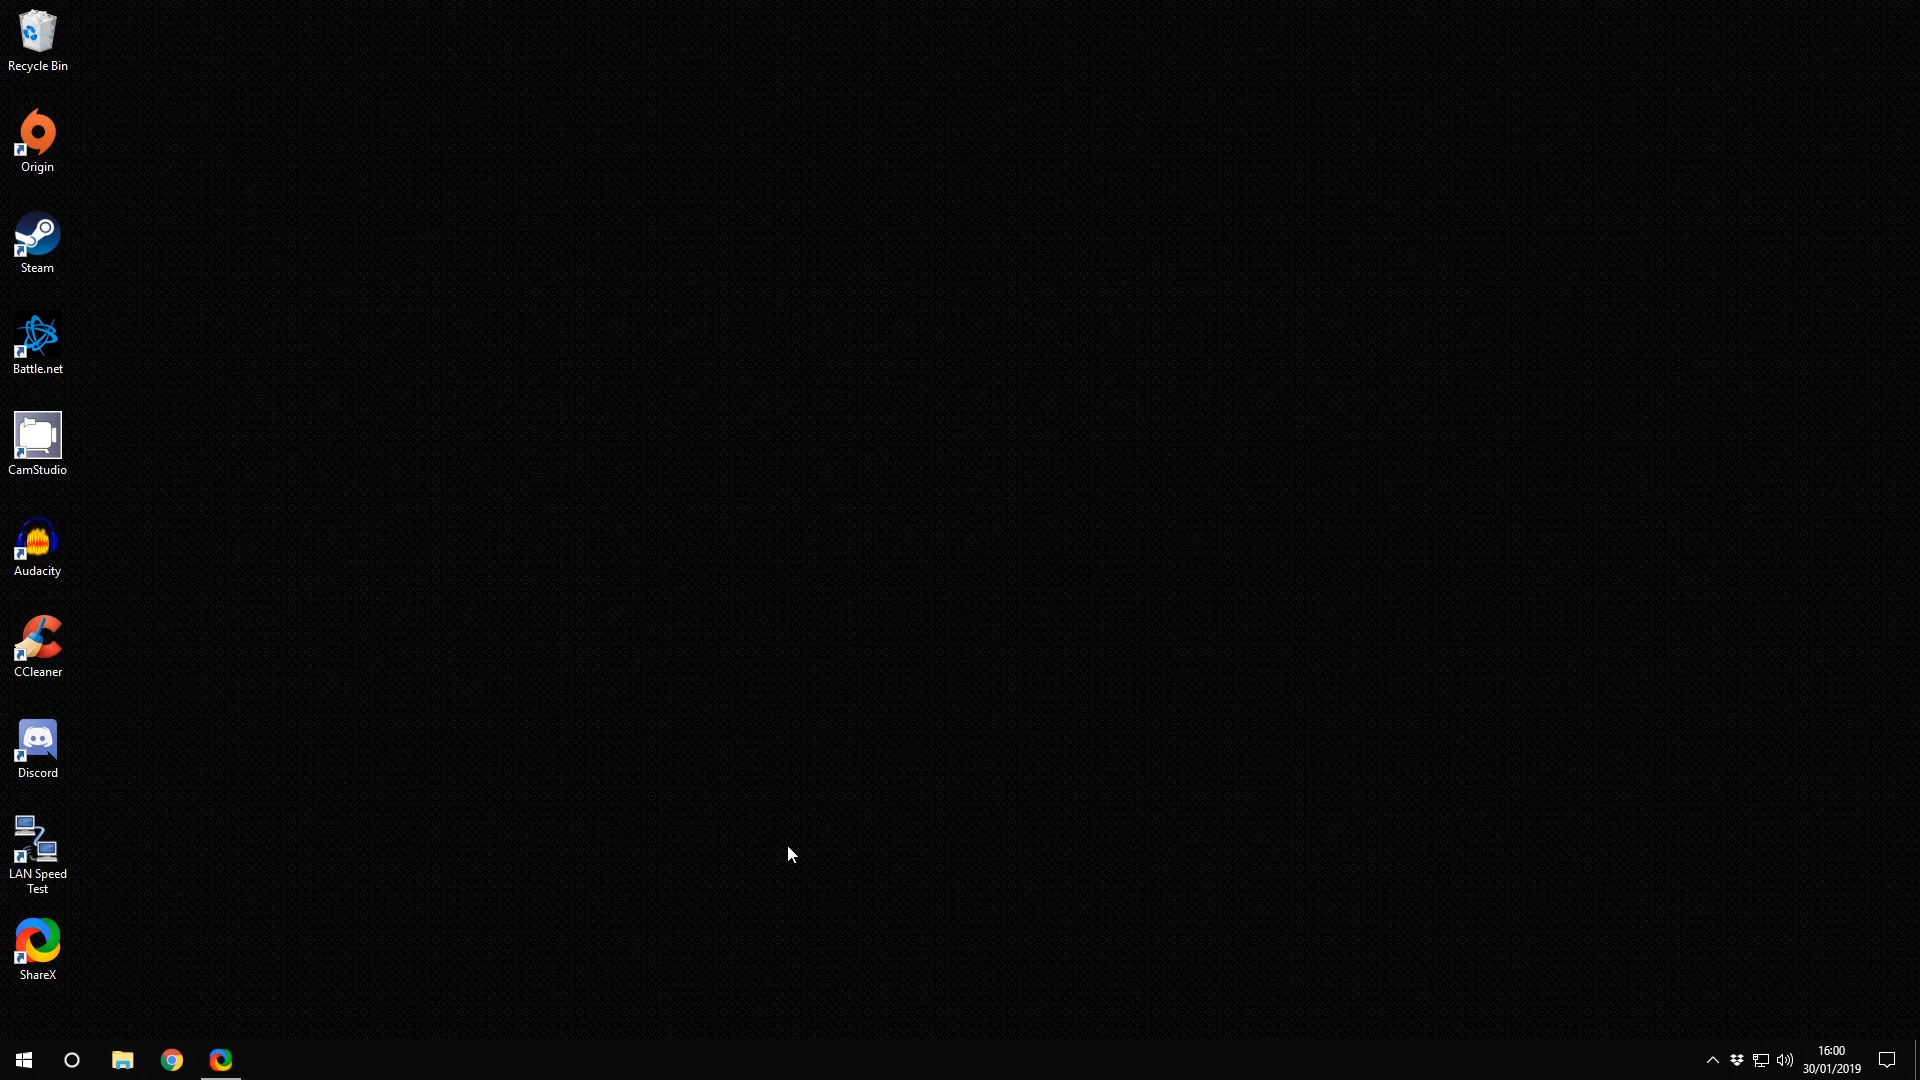 Recycle Bin
Origin
Steam
Battle.net
CamStudio
Audacity
CCleaner
Discord
LAN Speed
Test
ShareX
16:00
30/01/2019